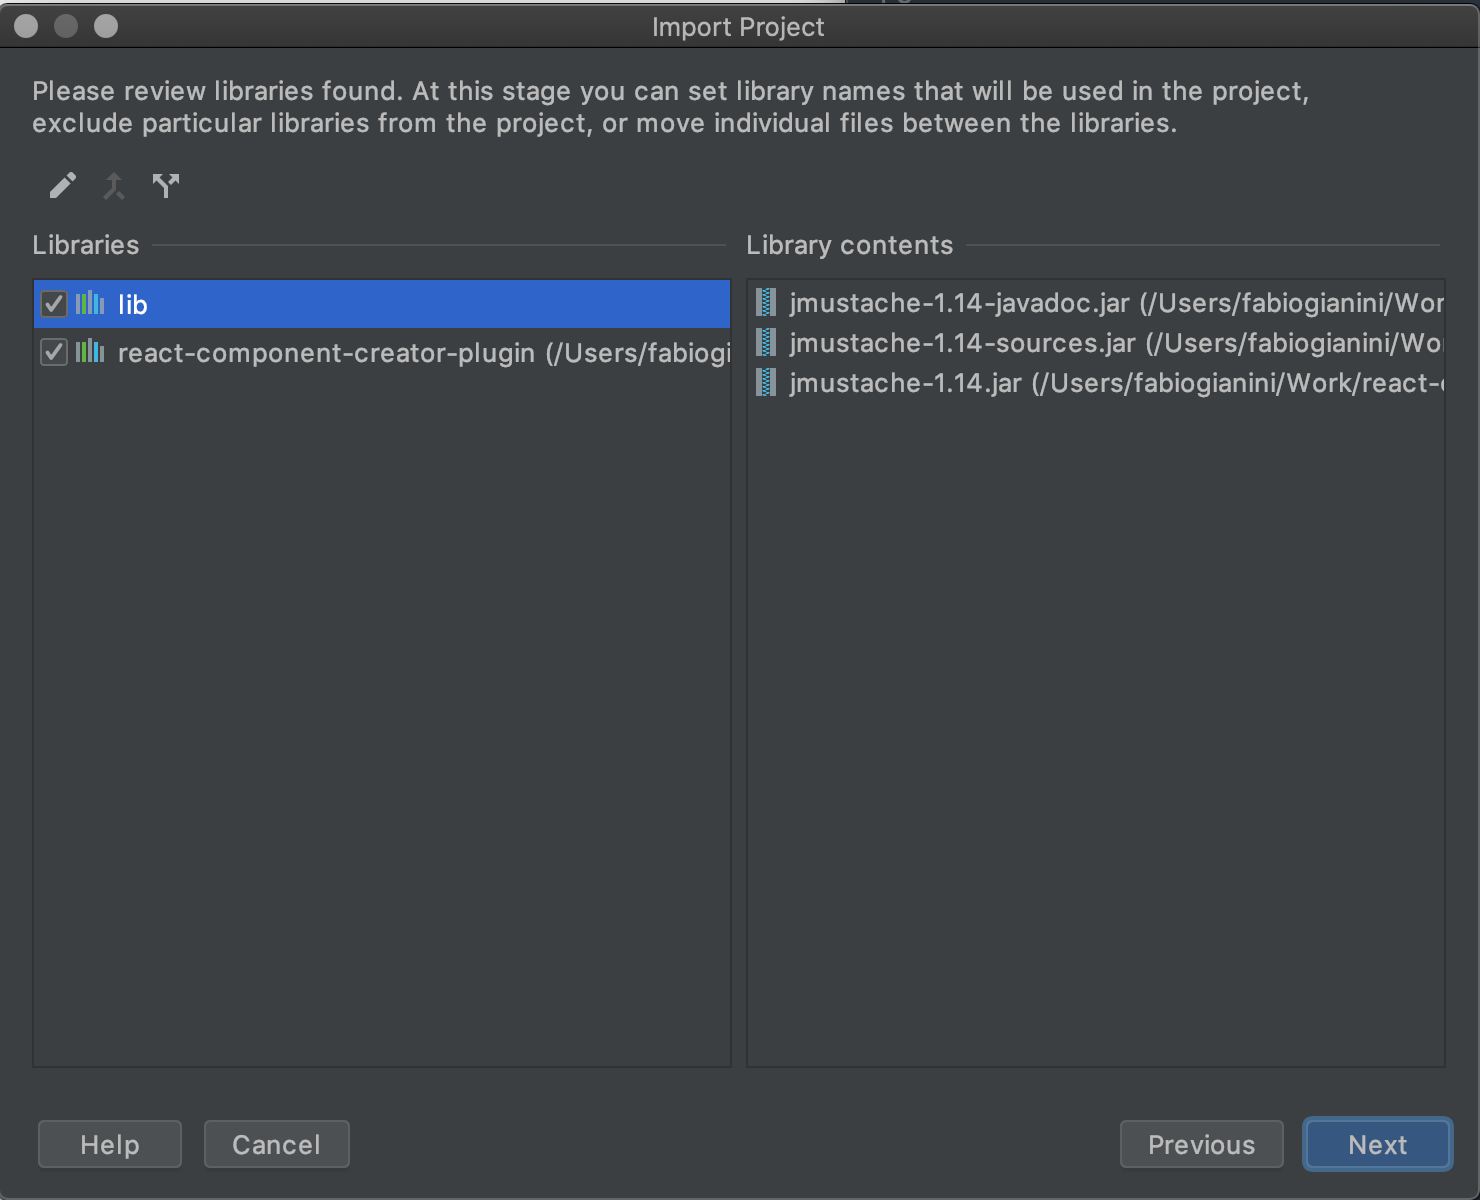 Import Project
Please review libraries found. At this stage you can set library names that will be used in the project,
exclude particular libraries from the project, or move individual files between the libraries.
Libraries
lib
react-component-creator-plugin (/Users/fabiogi
Library contents
jmustache-1.14-javadoc.jar (/Users/fabiogianini/Wor
jmustache-1.14-sources.jar (/Users/fabiogianini/Wo
jmustache-1.14.jar (/Users/fabiogianini/Work/react-
Help
Cancel
Previous
Next